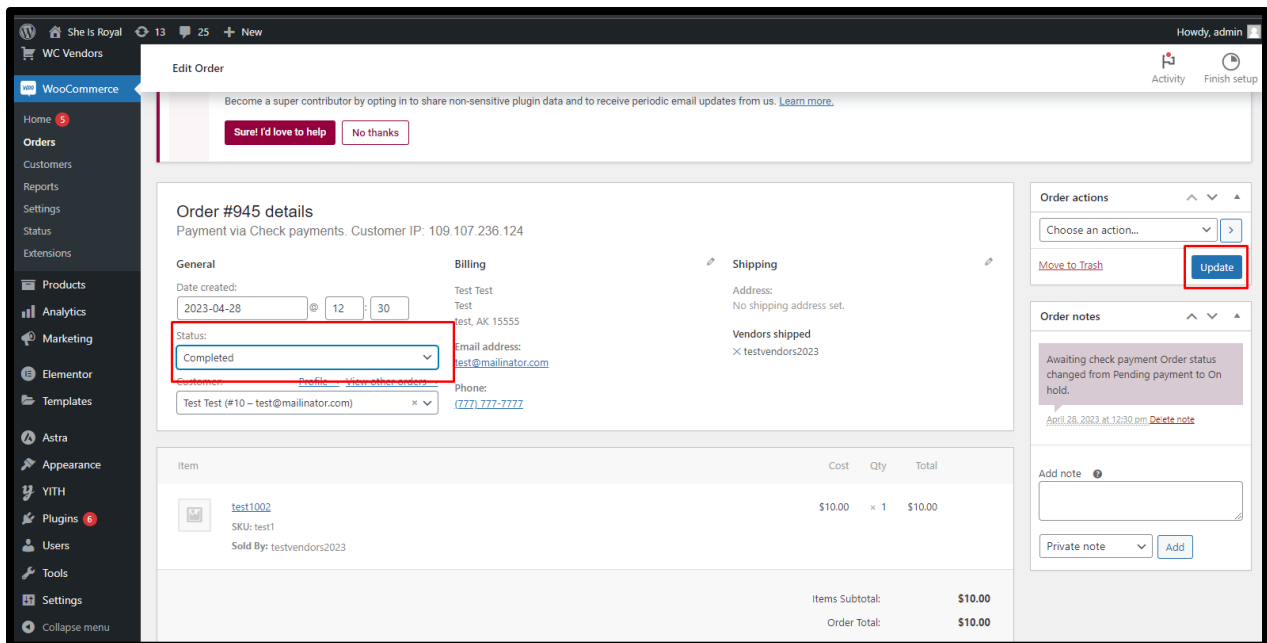 She Is Royal 13 25 + New
Howdy, admin
WC Vendors
WooCommerce
Home 5
Orders
Customers
Reports
Settings
Status
Extensions
Products
Analytics
Marketing
Elementor
Templates
Astra
Appearance
YITH
Plugins 6
Users
Tools
Settings
Collapse menu
Edit Order
Activity
Finish setup
Become a super contributor by opting in to share non-sensitive plugin data and to receive periodic email updates from us. Learn more.
Sure! I'd love to help
No thanks
Order #945 details
Payment via Check payments. Customer IP: 109.107.236.124
General
Date created:
2023-04-28 @ 12 : 30
Status:
Completed
Customer: Profile → View other orders →
Test Test (#10 – test@mailinator.com) ×
Billing
Test Test
Test
test, AK 15555
Email address:
test@mailinator.com
Phone:
(777) 777-7777
Shipping
Address:
No shipping address set.
Vendors shipped
× testvendors2023
Item Cost Qty Total
test1002 $10.00 × 1 $10.00
SKU: test1
Sold By: testvendors2023
Items Subtotal: $10.00
Order Total: $10.00
Order actions
Choose an action...
Move to Trash
Update
Order notes
Awaiting check payment Order status
changed from Pending payment to On
hold.
April 28, 2023 at 12:30 pm Delete note
Add note
Private note
Add